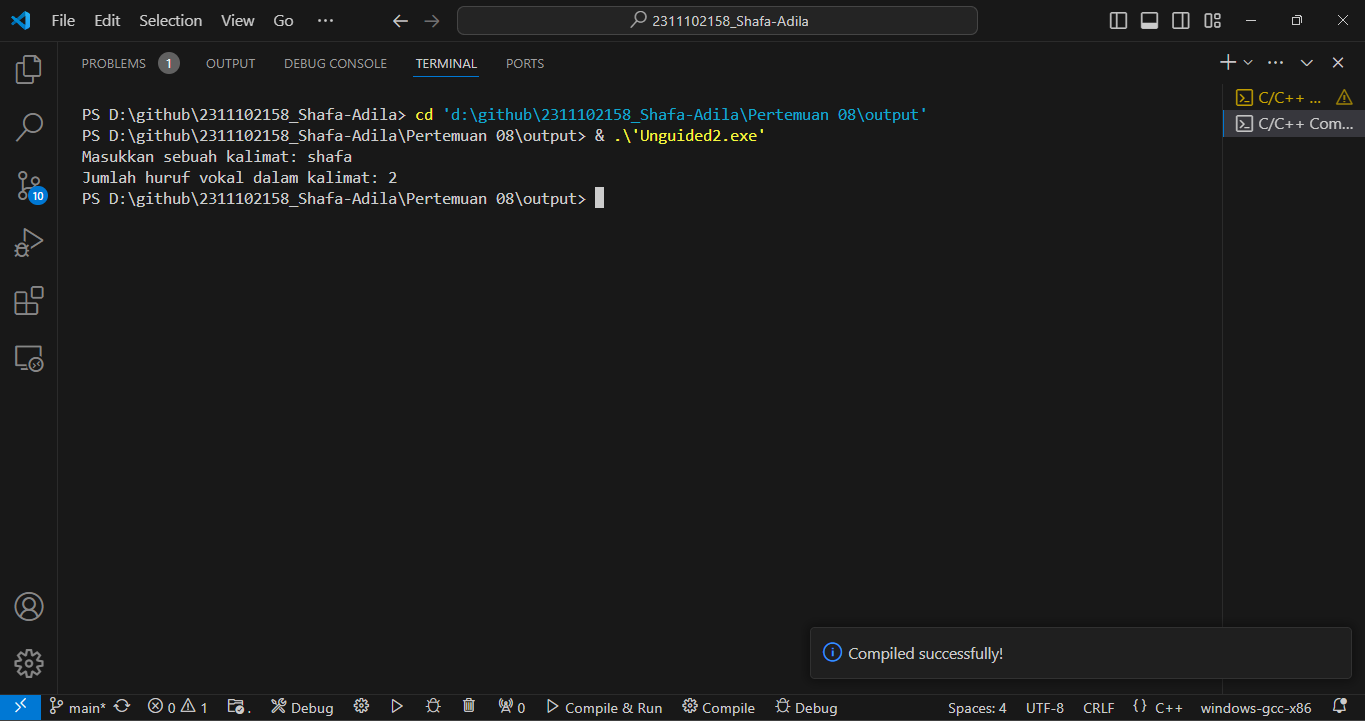 File Edit Selection View Go ··· 2311102158_Shafa-Adila
PROBLEMS 1 OUTPUT DEBUG CONSOLE TERMINAL PORTS
PS D:\github\2311102158_Shafa-Adila> cd 'd:\github\2311102158_Shafa-Adila\Pertemuan 08\output'
PS D:\github\2311102158_Shafa-Adila\Pertemuan 08\output> & .\'Unguided2.exe'
Masukkan sebuah kalimat: shafa
Jumlah huruf vokal dalam kalimat: 2
PS D:\github\2311102158_Shafa-Adila\Pertemuan 08\output>
C/C++ ...
C/C++ Com...
10
Compiled successfully!
main* 0 1 . Debug 0 Compile & Run Compile Debug Spaces: 4 UTF-8 CRLF {} C++ windows-gcc-x86